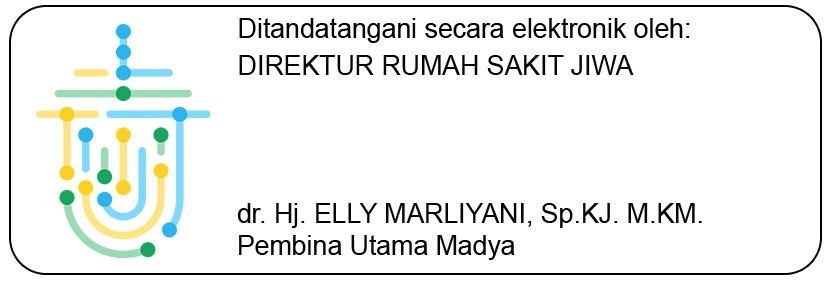 Ditandatangani secara elektronik oleh:
DIREKTUR RUMAH SAKIT JIWA
dr. Hj. ELLY MARLIYANI, Sp.KJ. M.KM.
Pembina Utama Madya